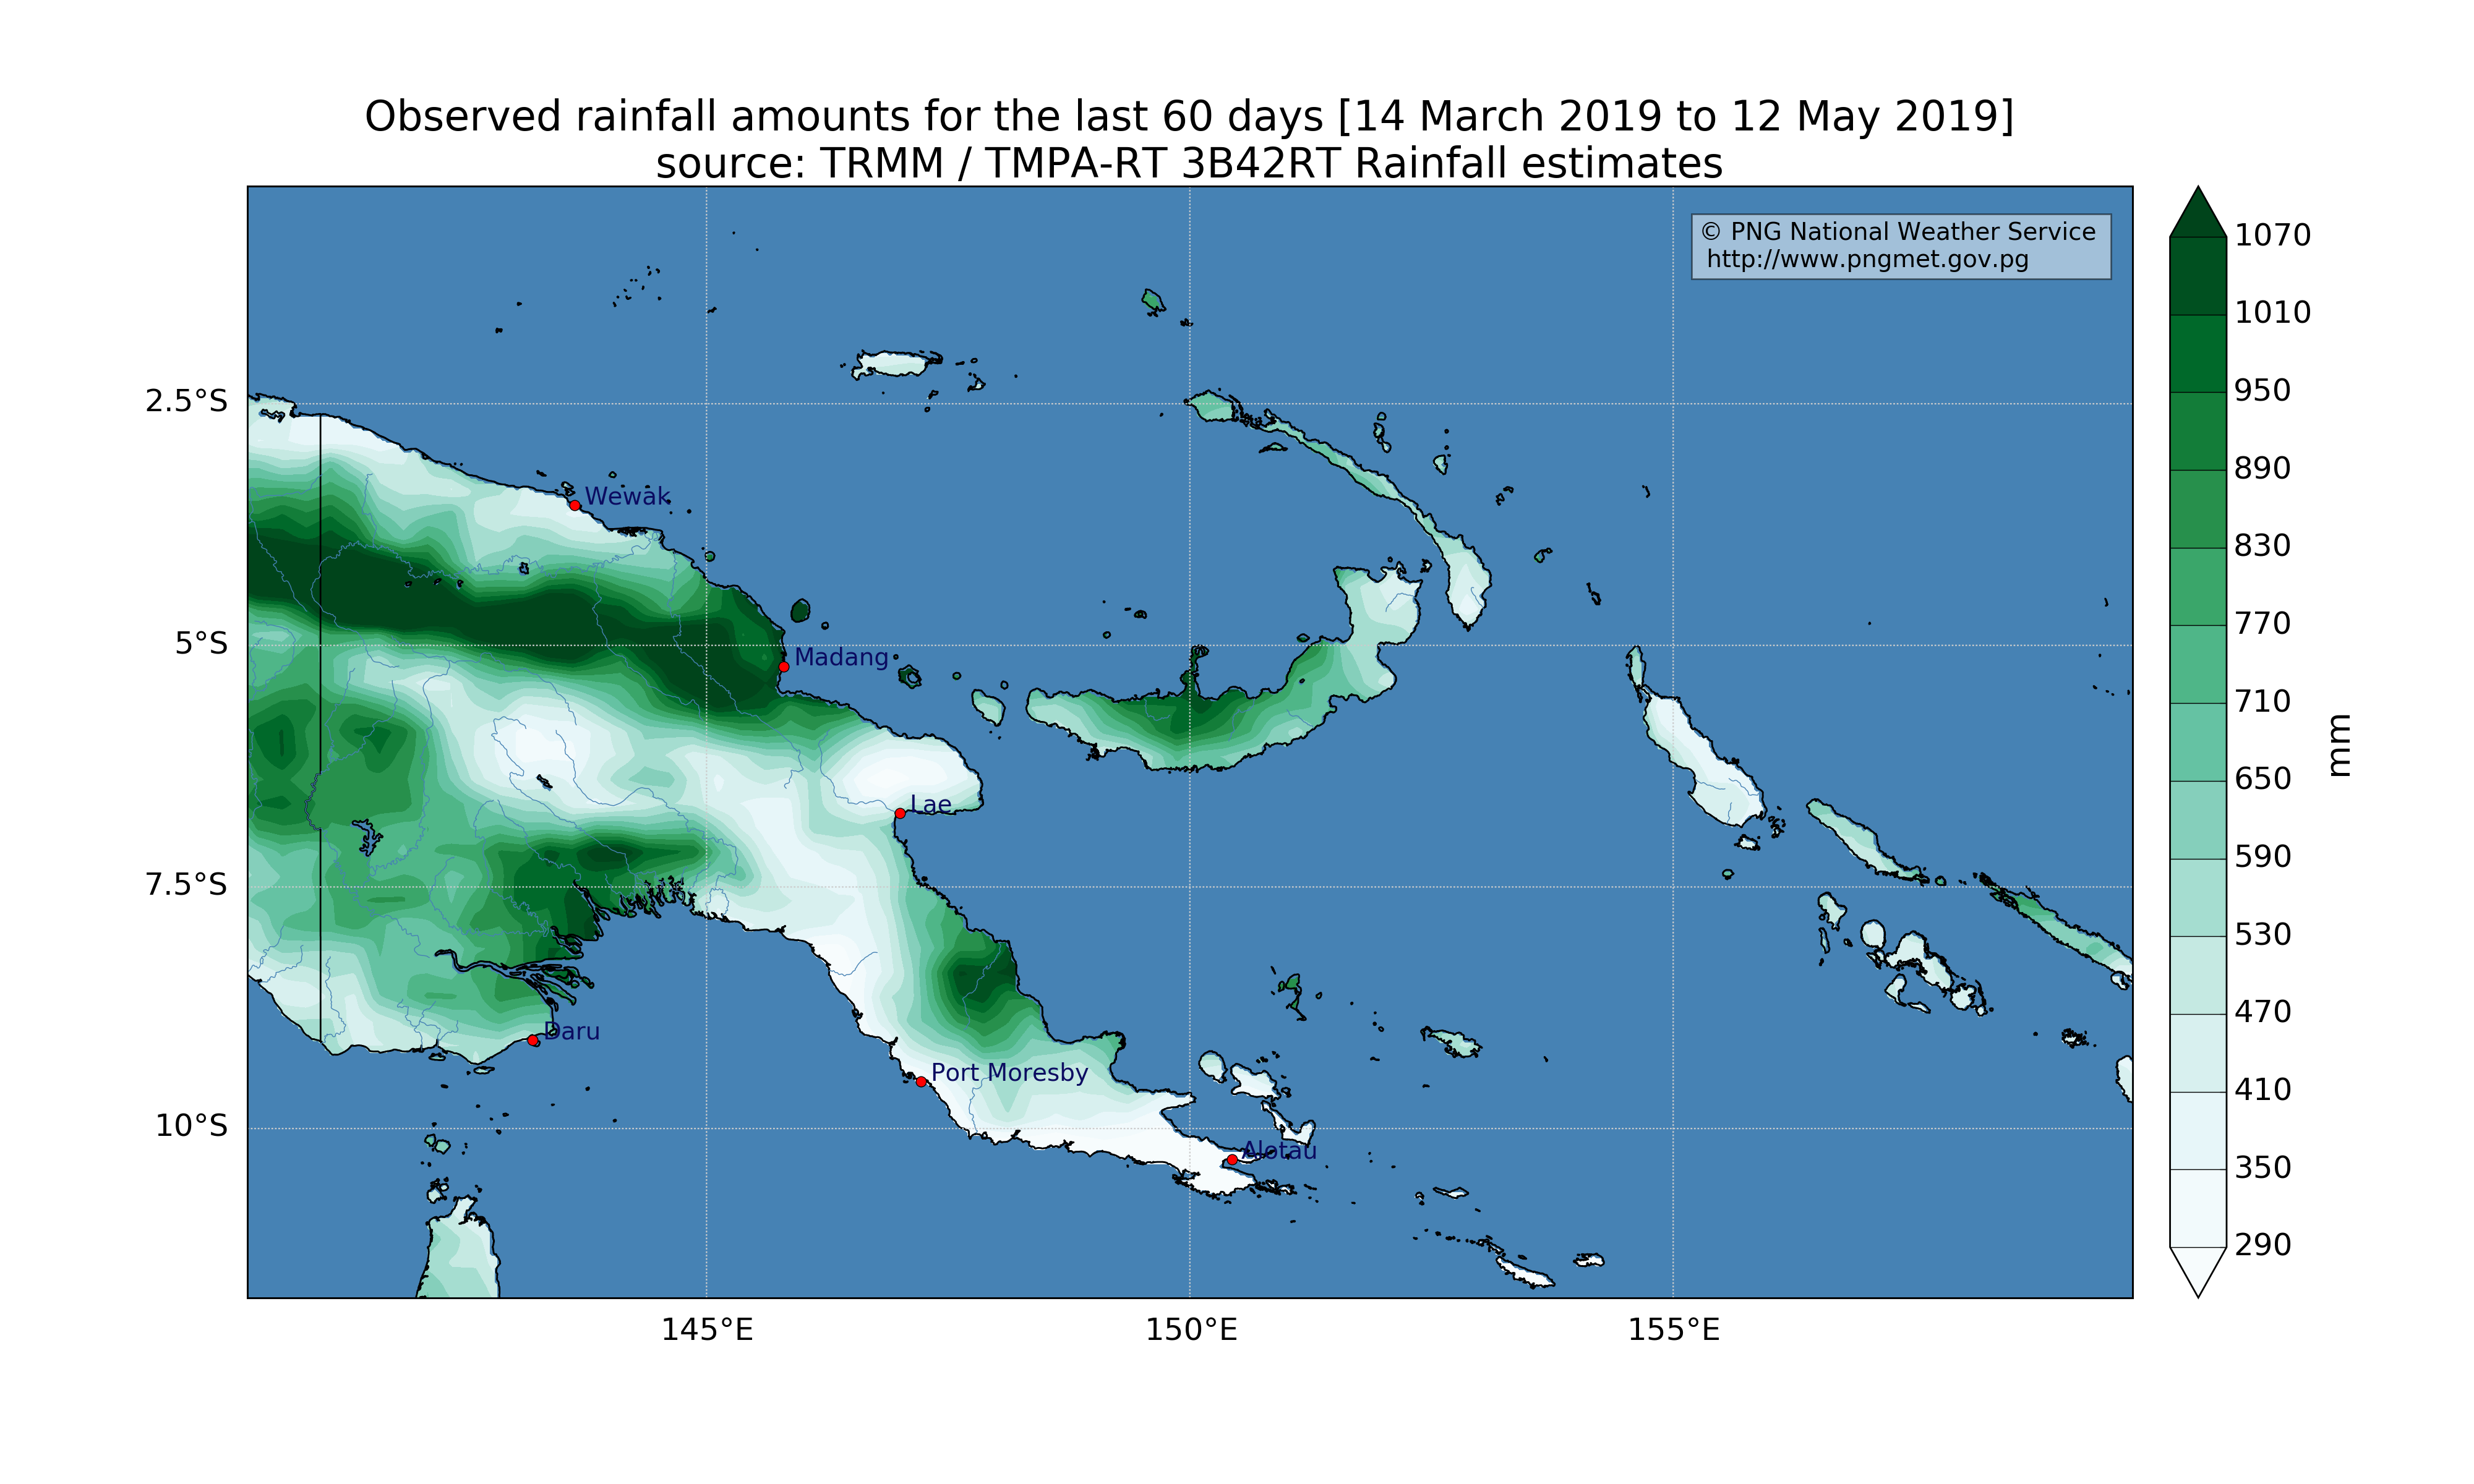 Observed rainfall amounts for the last 60 days [14 March 2019 to 12 May 2019]
source: TRMM / TMPA-RT 3B42RT Rainfall estimates
© PNG National Weather Service
http://www.pngmet.gov.pg
2.5°S
5°S
7.5°S
10°S
Wewak
Madang
Lae
Daru
Port Moresby
Alotau
145°E
150°E
155°E
1070
1010
950
890
830
770
710
650
590
530
470
410
350
290
mm